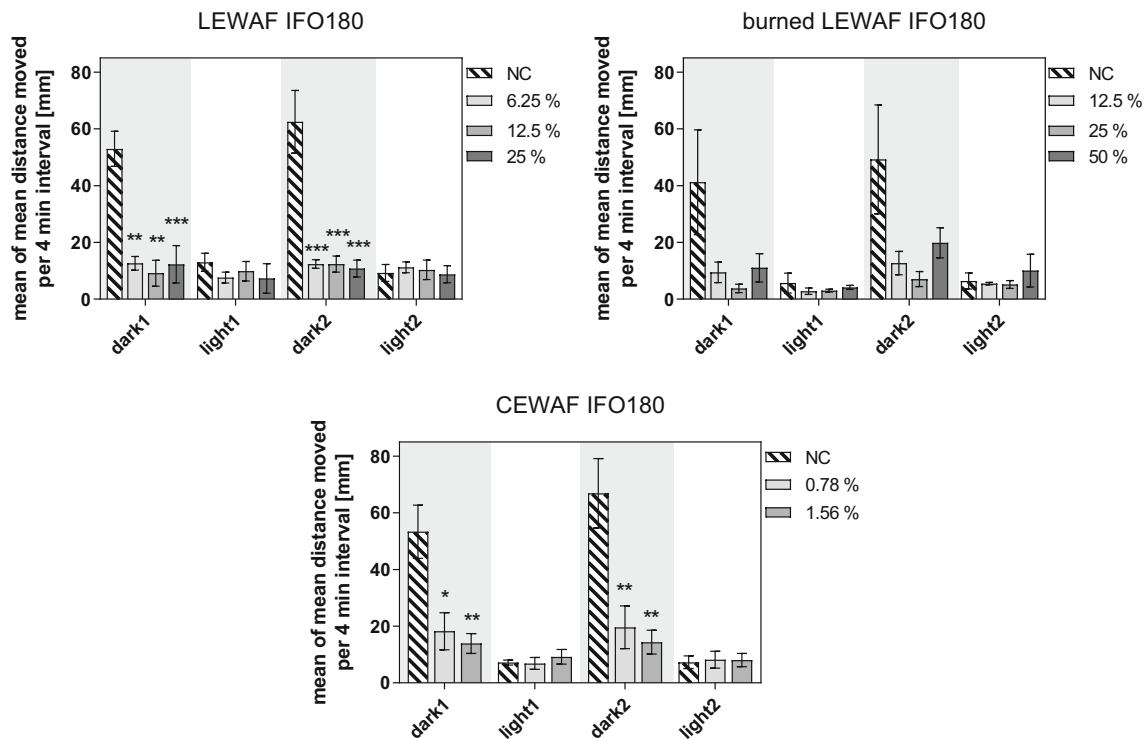 LEWAF IFO180
mean of mean distance moved
per 4 min interval [mm]
80
60
40
20
0
** ** ***
*** *** ***
dark1 light1 dark2 light2
NC
6.25 %
12.5 %
25 %
burned LEWAF IFO180
mean of mean distance moved
per 4 min interval [mm]
80
60
40
20
0
dark1 light1 dark2 light2
NC
12.5 %
25 %
50 %
CEWAF IFO180
mean of mean distance moved
per 4 min interval [mm]
80
60
40
20
0
* **
** **
dark1 light1 dark2 light2
NC
0.78 %
1.56 %